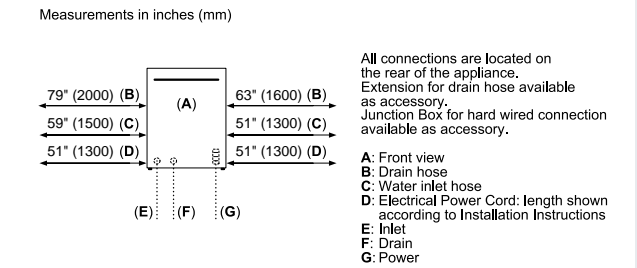 Measurements in inches (mm)
79" (2000) (B)
63" (1600) (B)
(A)
59" (1500) (C)
51" (1300) (C)
51" (1300) (D)
51" (1300) (D)
(E)
(F)
(G)
All connections are located on
the rear of the appliance.
Extension for drain hose available
as accessory.
Junction Box for hard wired connection
available as accessory.
A: Front view
B: Drain hose
C: Water inlet hose
D: Electrical Power Cord: length shown
according to Installation Instructions
E: Inlet
F: Drain
G: Power